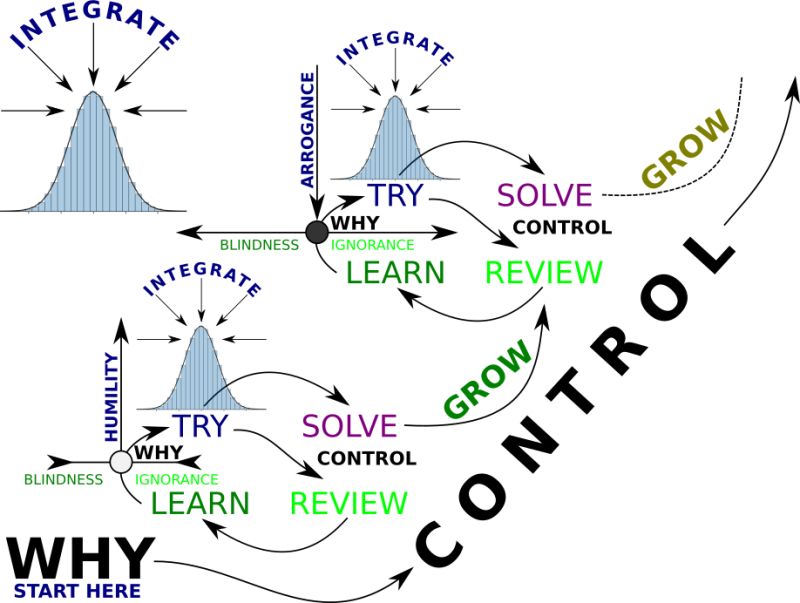 INTEGRATE
INTEGRATE
ARROGANCE
TRY
SOLVE
GROW
WHY
CONTROL
BLINDNESS
IGNORANCE
LEARN
REVIEW
INTEGRATE
HUMILITY
TRY
SOLVE
GROW
WHY
CONTROL
BLINDNESS
IGNORANCE
LEARN
REVIEW
CONTROL
WHY
START HERE